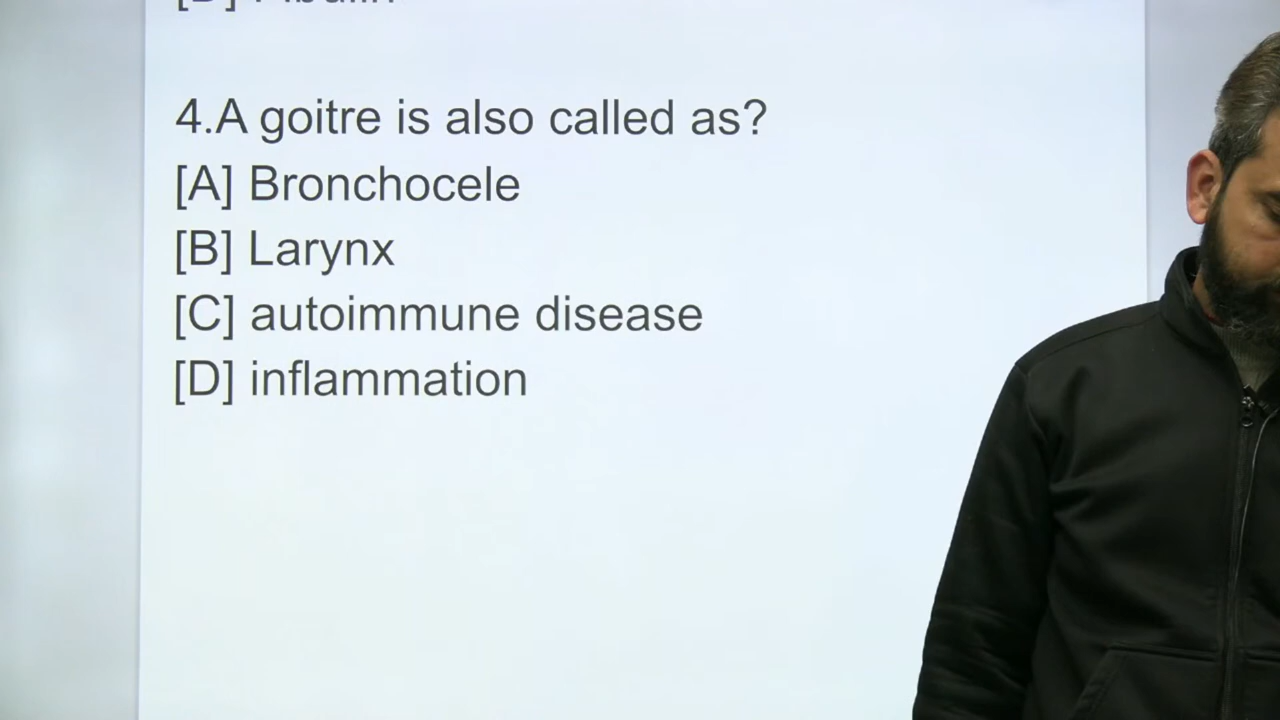 4.A goitre is also called as?
[A] Bronchocele
[B] Larynx
[C] autoimmune disease
[D] inflammation